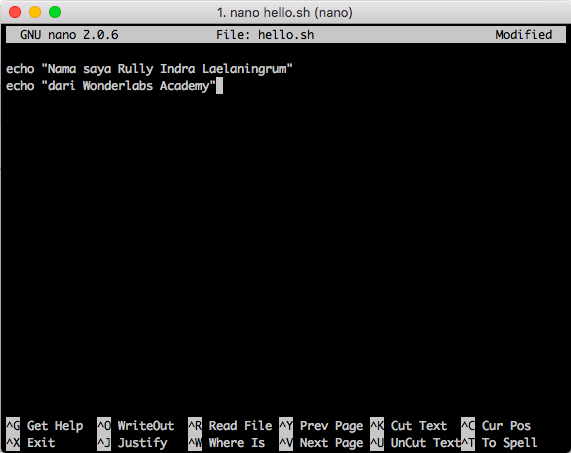 1. nano hello.sh (nano)
GNU nano 2.0.6 File: hello.sh Modified
echo "Nama saya Rully Indra Laelaningrum"
echo "dari Wonderlabs Academy"
^G Get Help ^O WriteOut ^R Read File ^Y Prev Page ^K Cut Text ^C Cur Pos
^X Exit ^J Justify ^W Where Is ^V Next Page ^U UnCut Text ^T To Spell